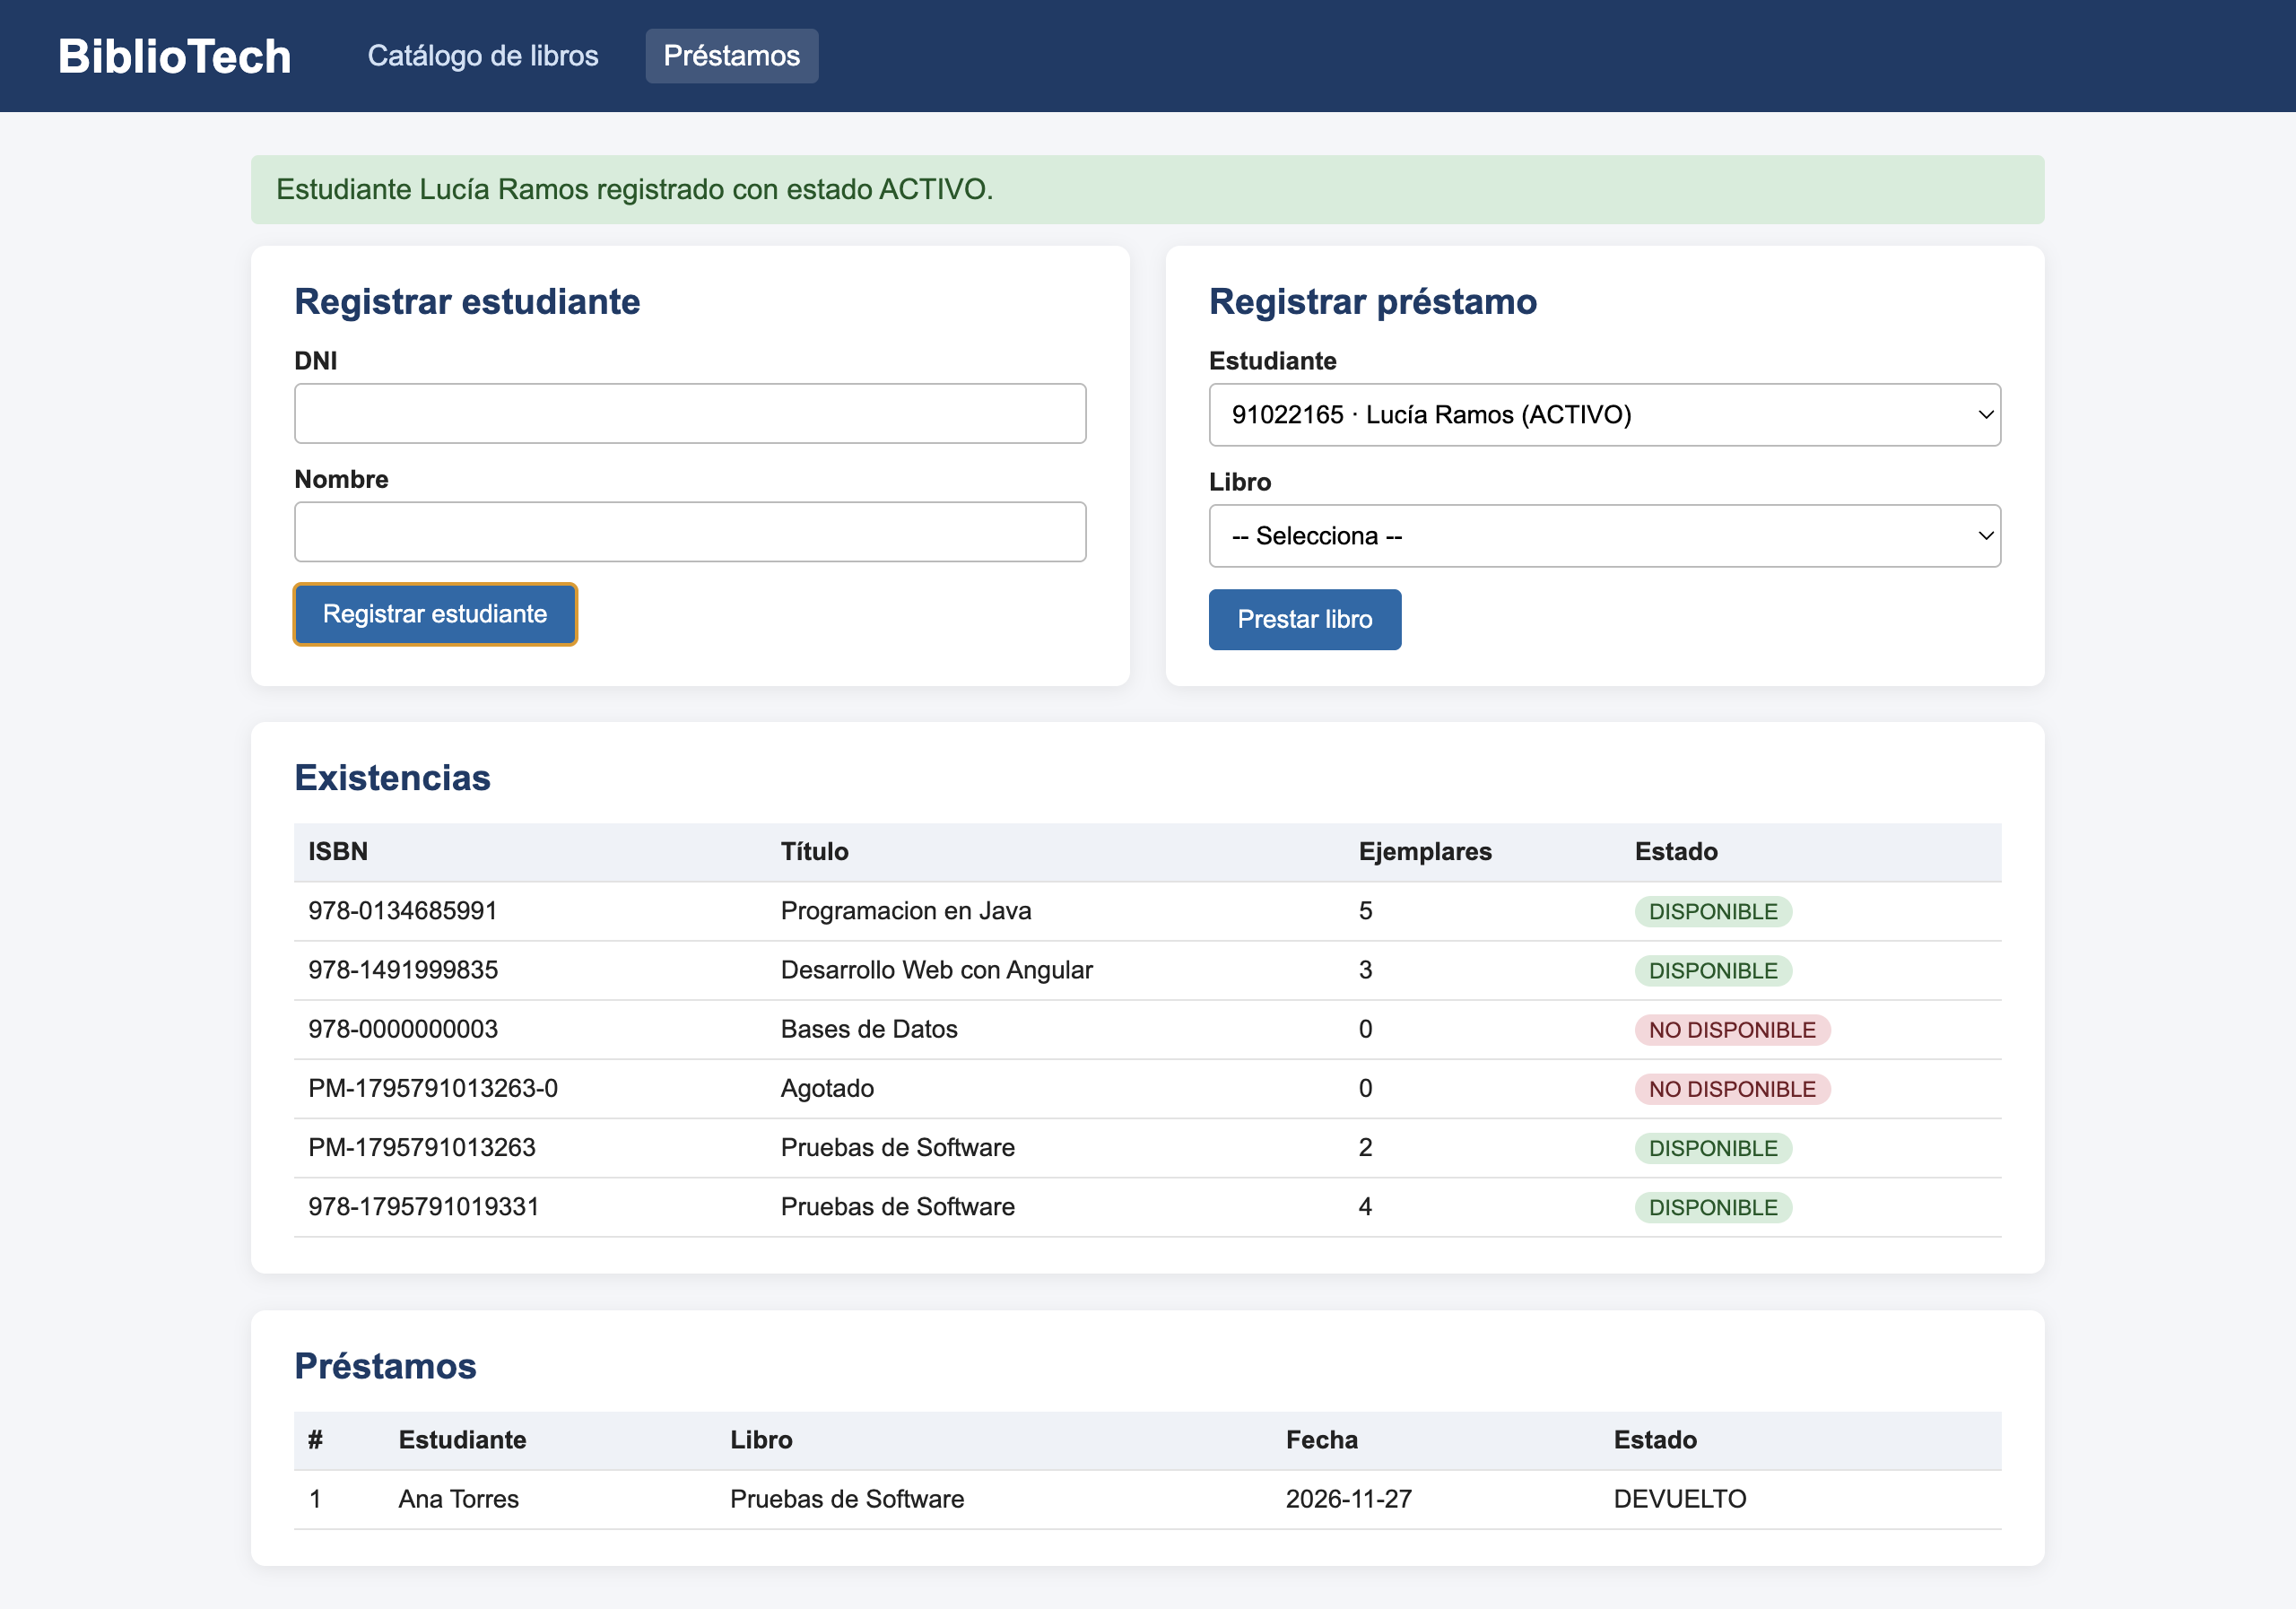 BiblioTech Catálogo de libros Préstamos
Estudiante Lucía Ramos registrado con estado ACTIVO.
Registrar estudiante
DNI
Nombre
Registrar estudiante
Registrar préstamo
Estudiante
91022165 · Lucía Ramos (ACTIVO)
Libro
-- Selecciona --
Prestar libro
Existencias
ISBN Título Ejemplares Estado
978-0134685991 Programacion en Java 5 DISPONIBLE
978-1491999835 Desarrollo Web con Angular 3 DISPONIBLE
978-0000000003 Bases de Datos 0 NO DISPONIBLE
PM-1795791013263-0 Agotado 0 NO DISPONIBLE
PM-1795791013263 Pruebas de Software 2 DISPONIBLE
978-1795791019331 Pruebas de Software 4 DISPONIBLE
Préstamos
# Estudiante Libro Fecha Estado
1 Ana Torres Pruebas de Software 2026-11-27 DEVUELTO